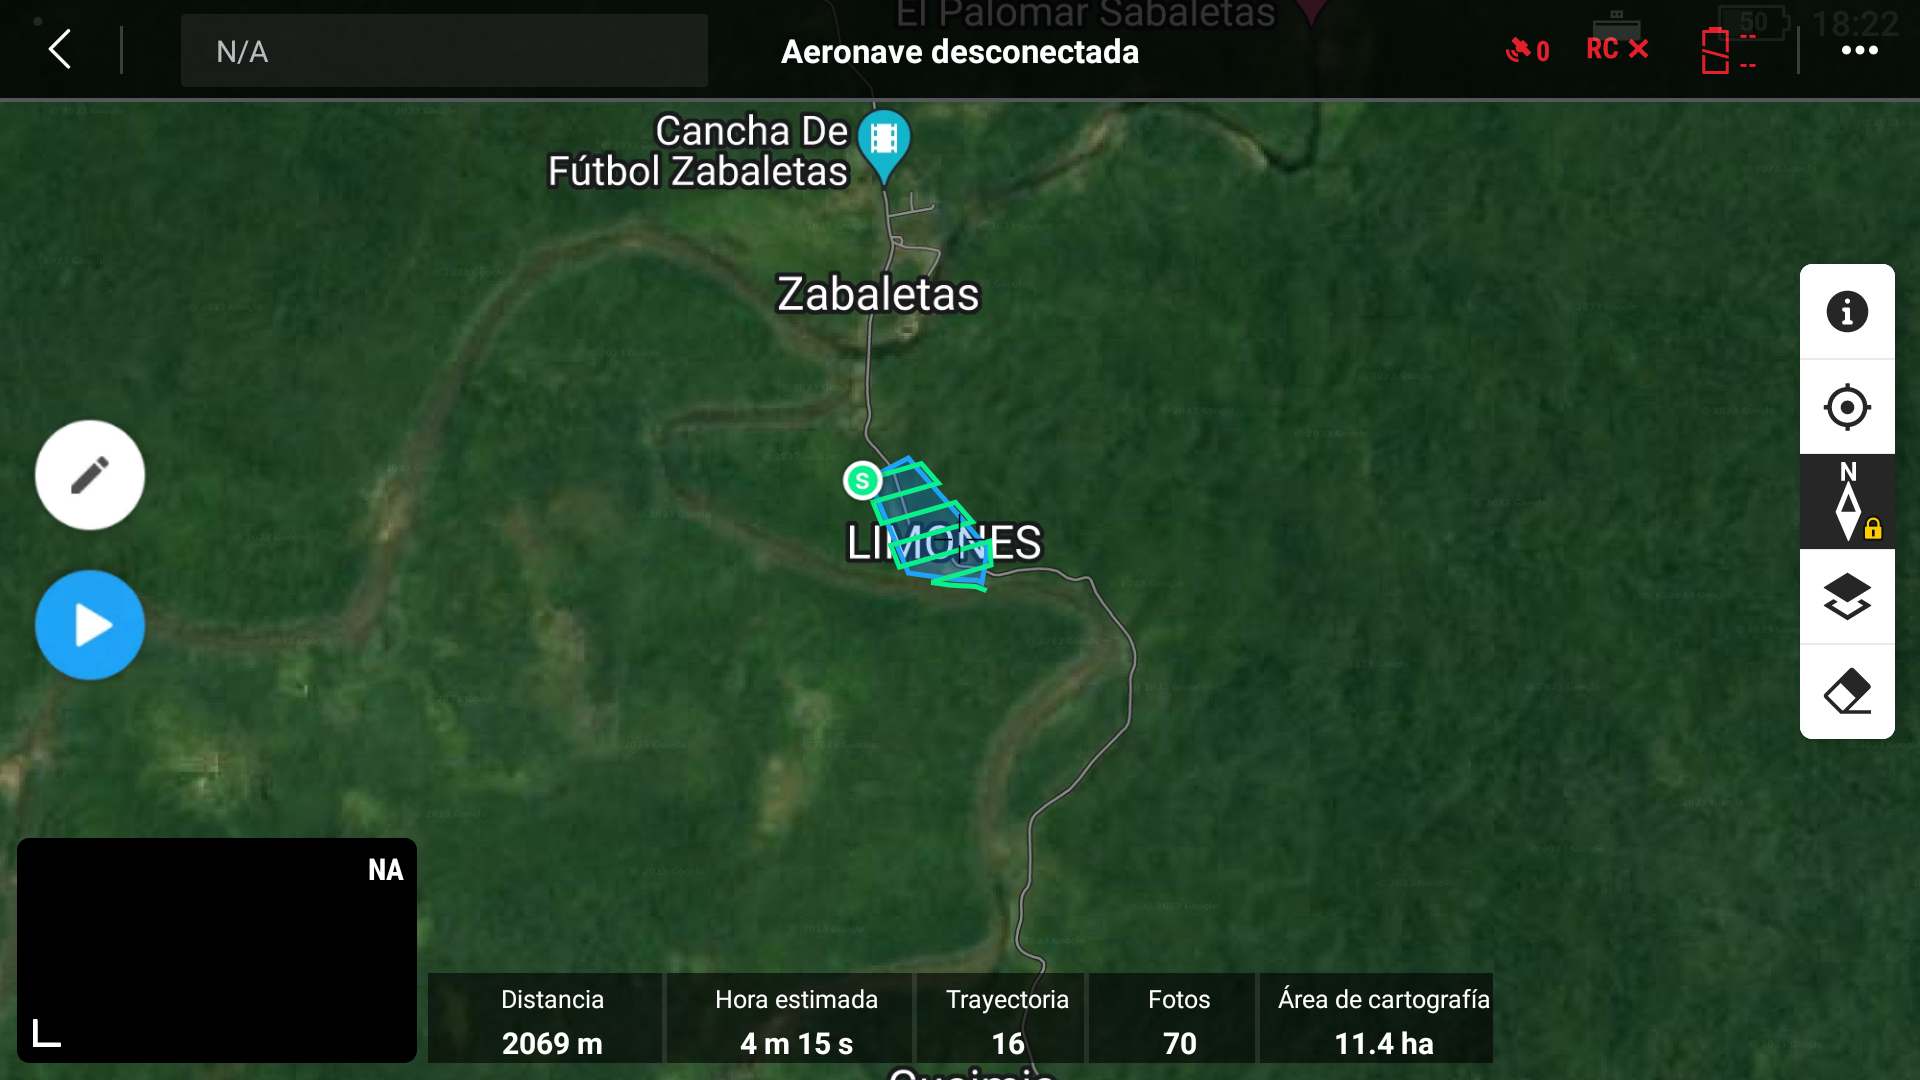 El Palomar Sabaletas
50
18:22
N/A
Aeronave desconectada
0
RC
--
--
Cancha De
Fútbol Zabaletas
Zabaletas
S
LIMONES
N
NA
Distancia
2069 m
Hora estimada
4 m 15 s
Trayectoria
16
Fotos
70
Área de cartografía
11.4 ha